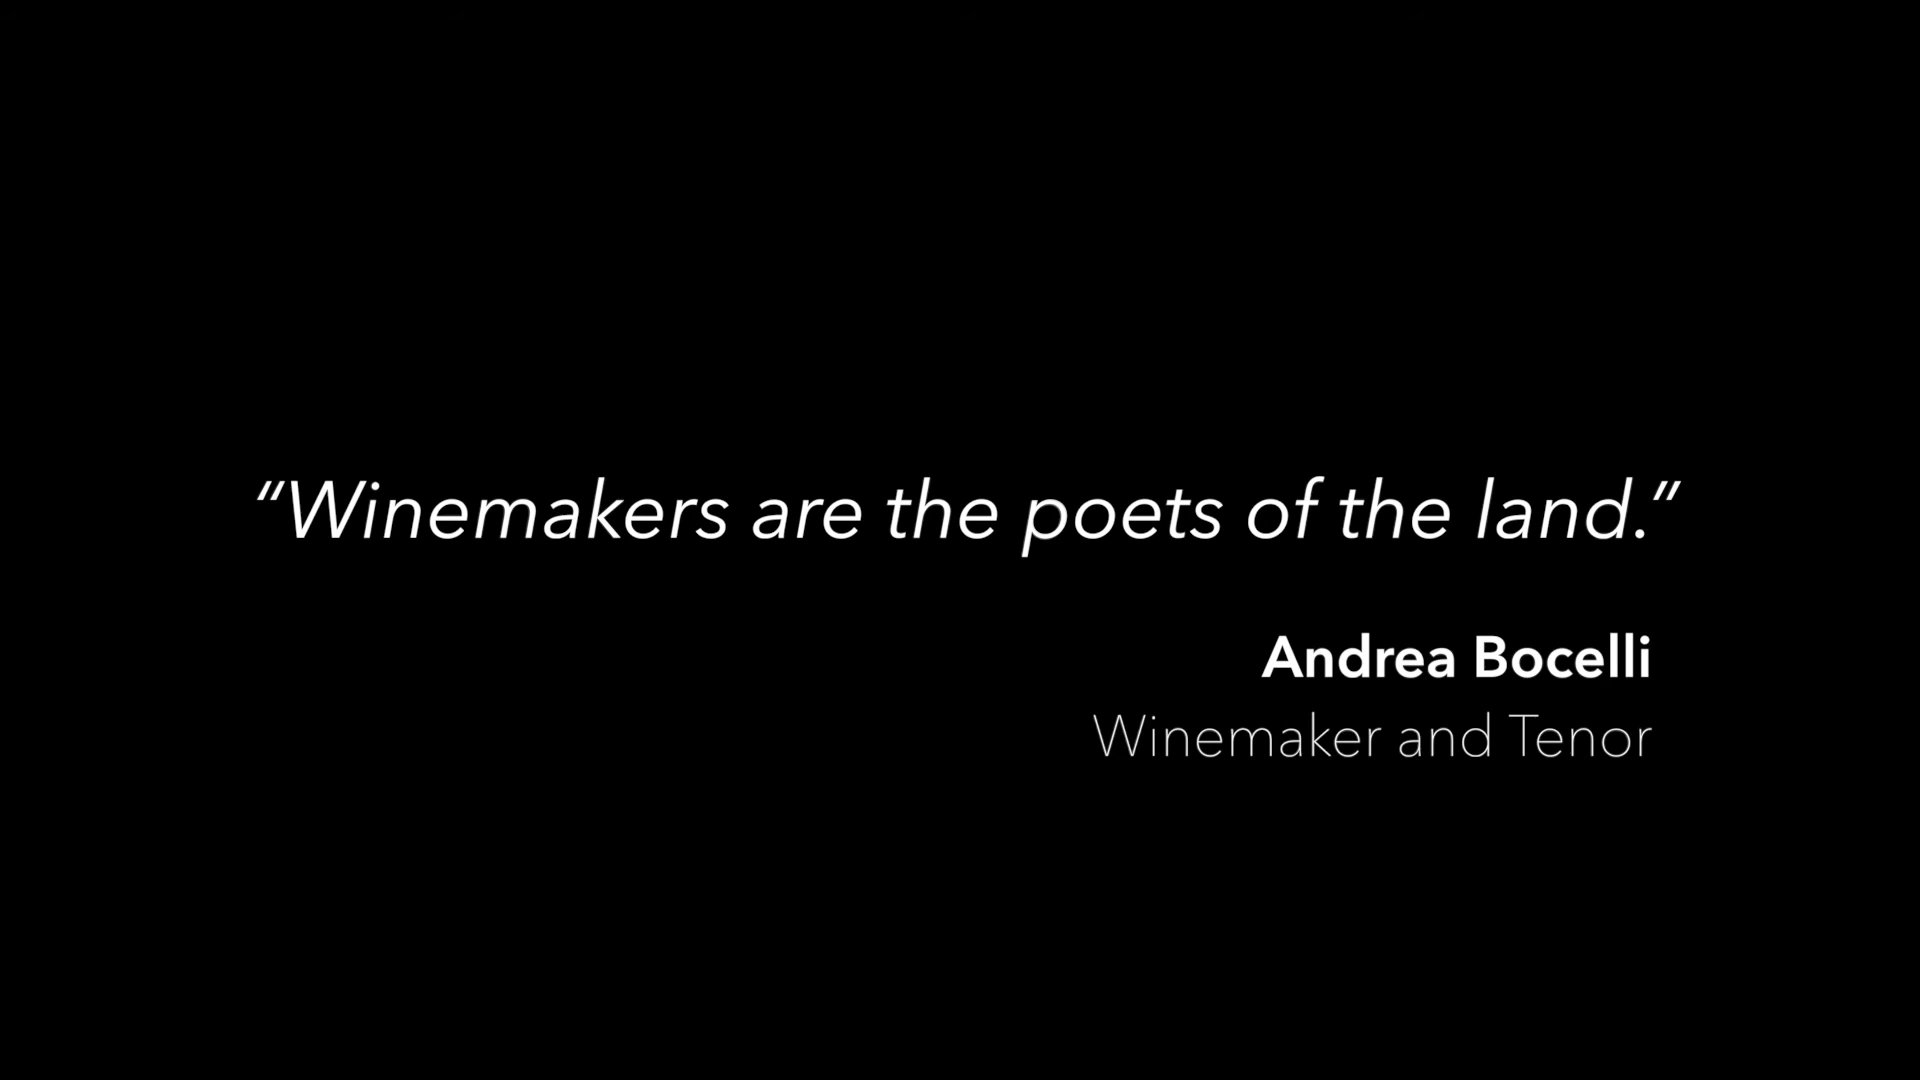 “Winemakers are the poets of the land.”
Andrea Bocelli
Winemaker and Tenor